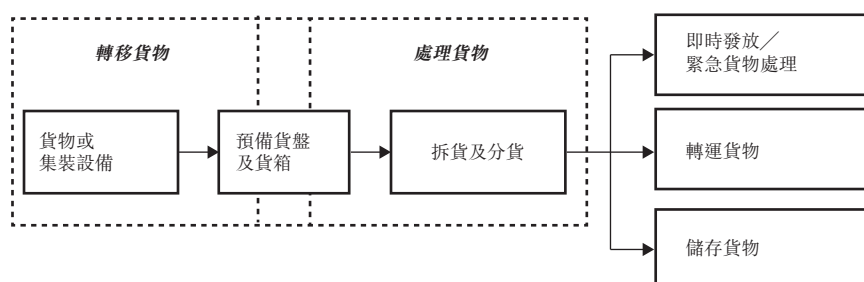 轉移貨物
處理貨物
貨物或
集裝設備
預備貨盤
及貨箱
拆貨及分貨
即時發放╱
緊急貨物處理
轉運貨物
儲存貨物